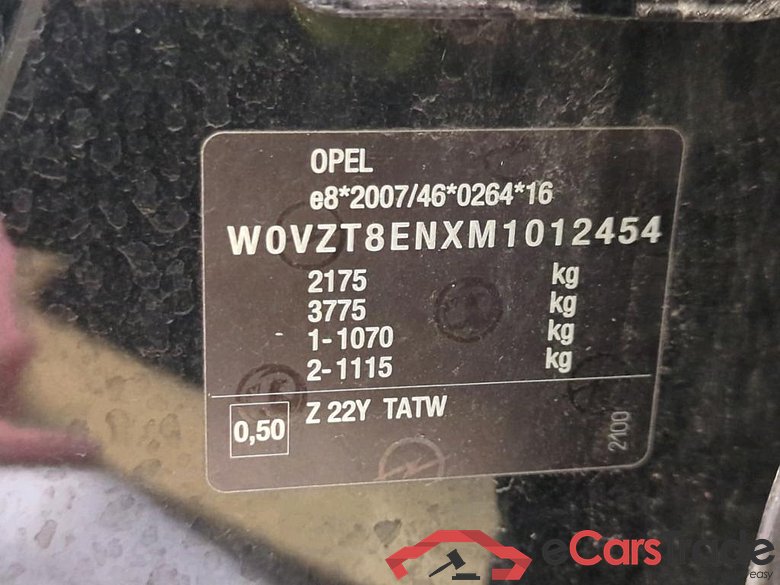 OPEL
e8*2007/46*0264*16
W0VZT8ENXM1012454
2175 kg
3775 kg
1-1070 kg
2-1115 kg
0,50 Z 22Y TATW
2100
eCarstrade
easy